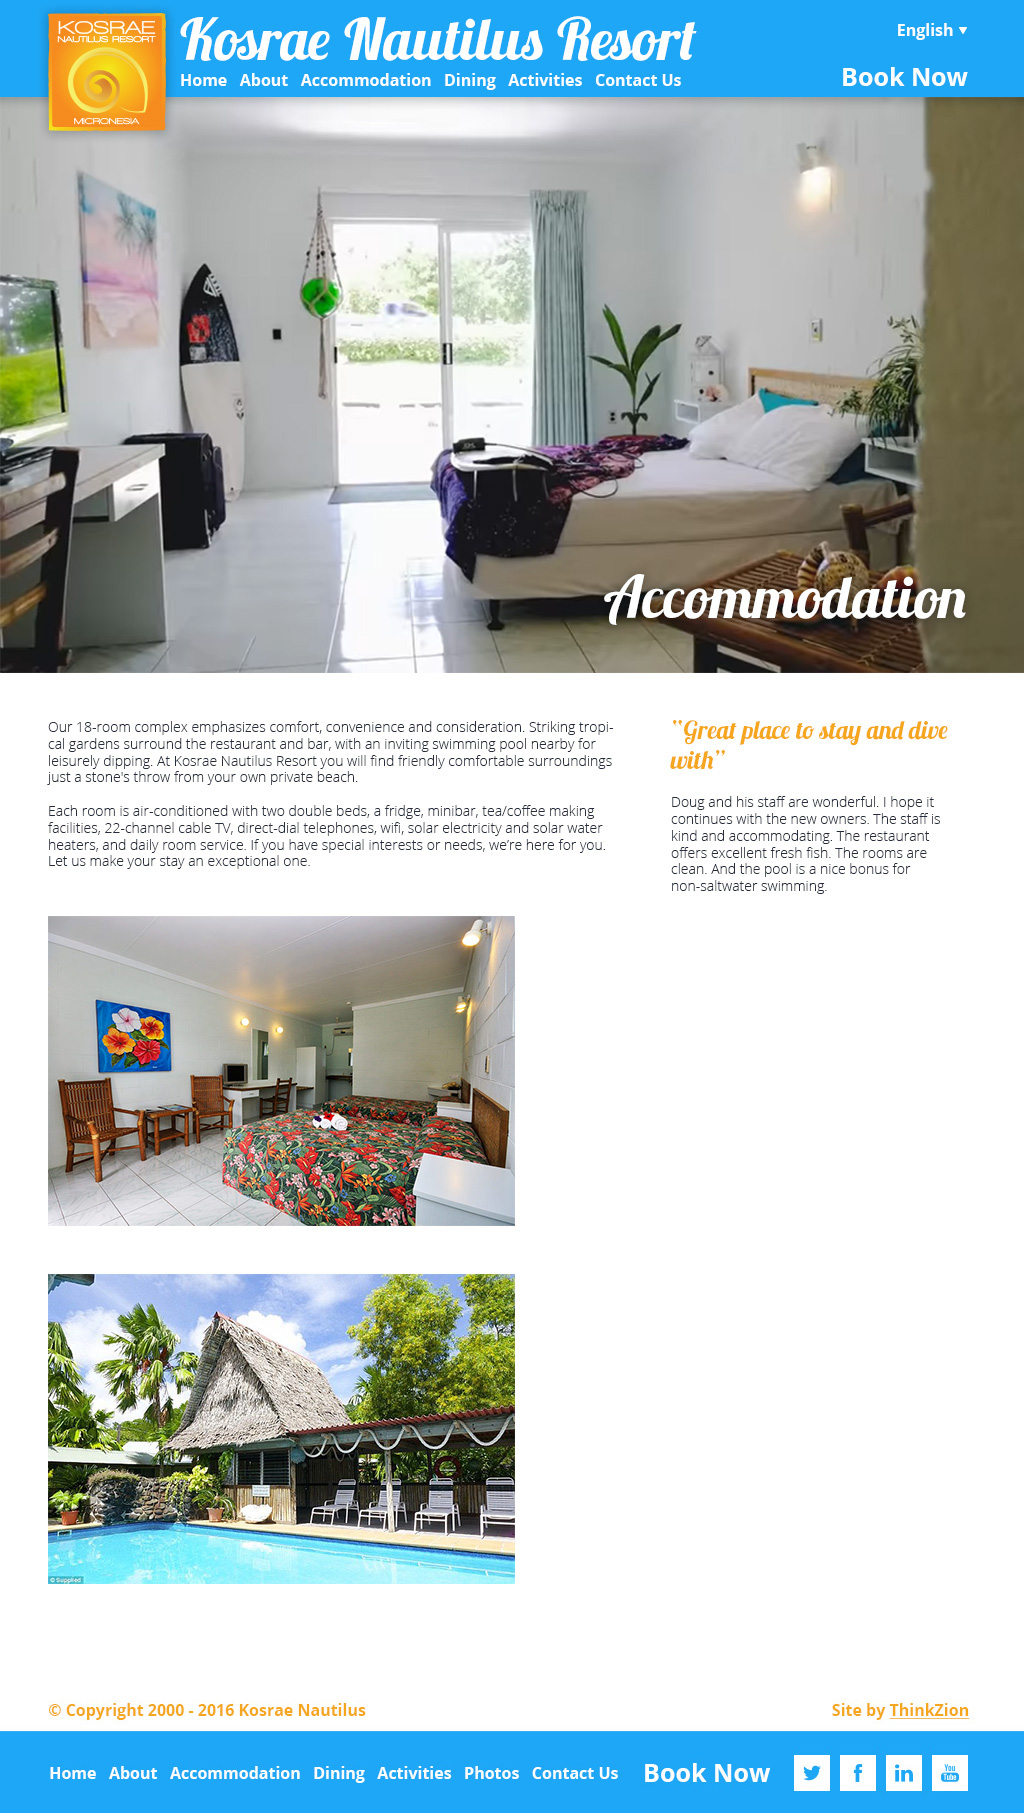 KOSRAE
NAUTILUS RESORT
MICRONESIA
Kosrae Nautilus Resort
English ▼
Home About Accommodation Dining Activities Contact Us
Book Now
Accommodation
Our 18-room complex emphasizes comfort, convenience and consideration. Striking tropi-
cal gardens surround the restaurant and bar, with an inviting swimming pool nearby for
leisurely dipping. At Kosrae Nautilus Resort you will find friendly comfortable surroundings
just a stone's throw from your own private beach.
Each room is air-conditioned with two double beds, a fridge, minibar, tea/coffee making
facilities, 22-channel cable TV, direct-dial telephones, wifi, solar electricity and solar water
heaters, and daily room service. If you have special interests or needs, we’re here for you.
Let us make your stay an exceptional one.
“Great place to stay and dive
with”
Doug and his staff are wonderful. I hope it
continues with the new owners. The staff is
kind and accommodating. The restaurant
offers excellent fresh fish. The rooms are
clean. And the pool is a nice bonus for
non-saltwater swimming.
© Supplied
© Copyright 2000 - 2016 Kosrae Nautilus
Site by ThinkZion
Home About Accommodation Dining Activities Photos Contact Us
Book Now
You
Tube